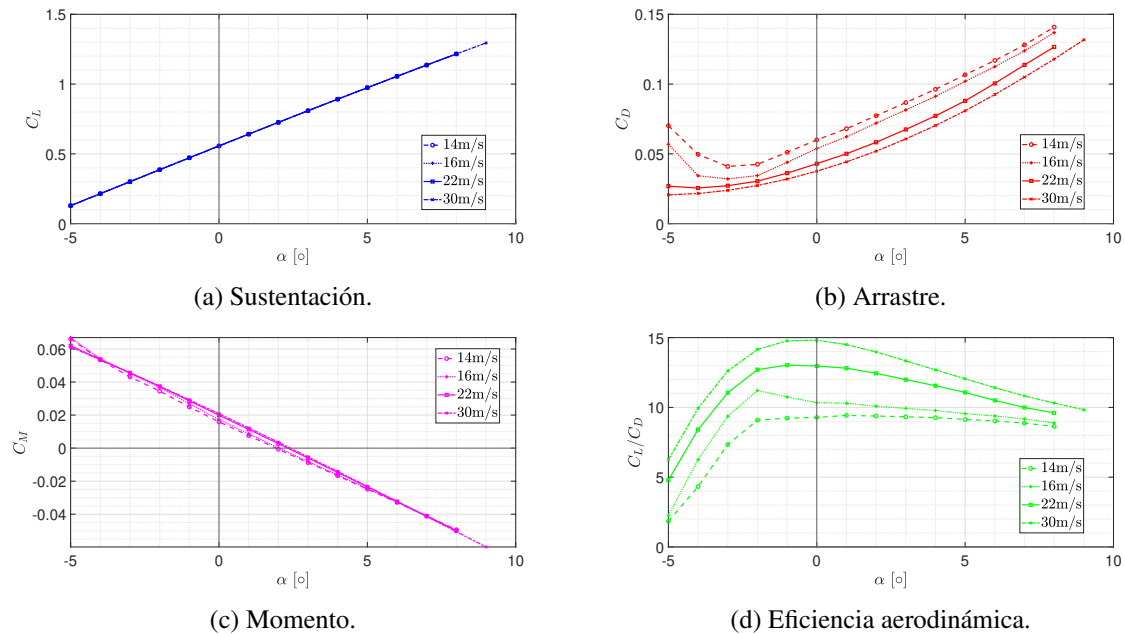 1.5
1
0.5
0
-5
0
5
10
C_L
α [∘]
14m/s
16m/s
22m/s
30m/s
(a) Sustentación.
0.15
0.1
0.05
0
-5
0
5
10
C_D
α [∘]
14m/s
16m/s
22m/s
30m/s
(b) Arrastre.
0.06
0.04
0.02
0
-0.02
-0.04
-5
0
5
10
C_M
α [∘]
14m/s
16m/s
22m/s
30m/s
(c) Momento.
15
10
5
0
-5
0
5
10
C_L/C_D
α [∘]
14m/s
16m/s
22m/s
30m/s
(d) Eficiencia aerodinámica.